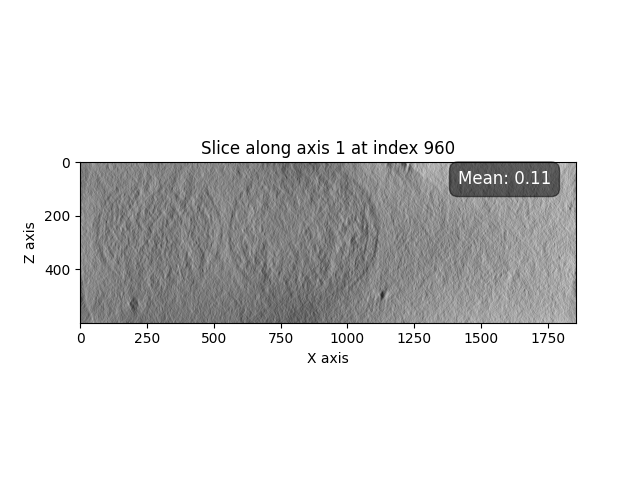 Slice along axis 1 at index 960
Mean: 0.11
0
200
400
Z axis
0 250 500 750 1000 1250 1500 1750
X axis